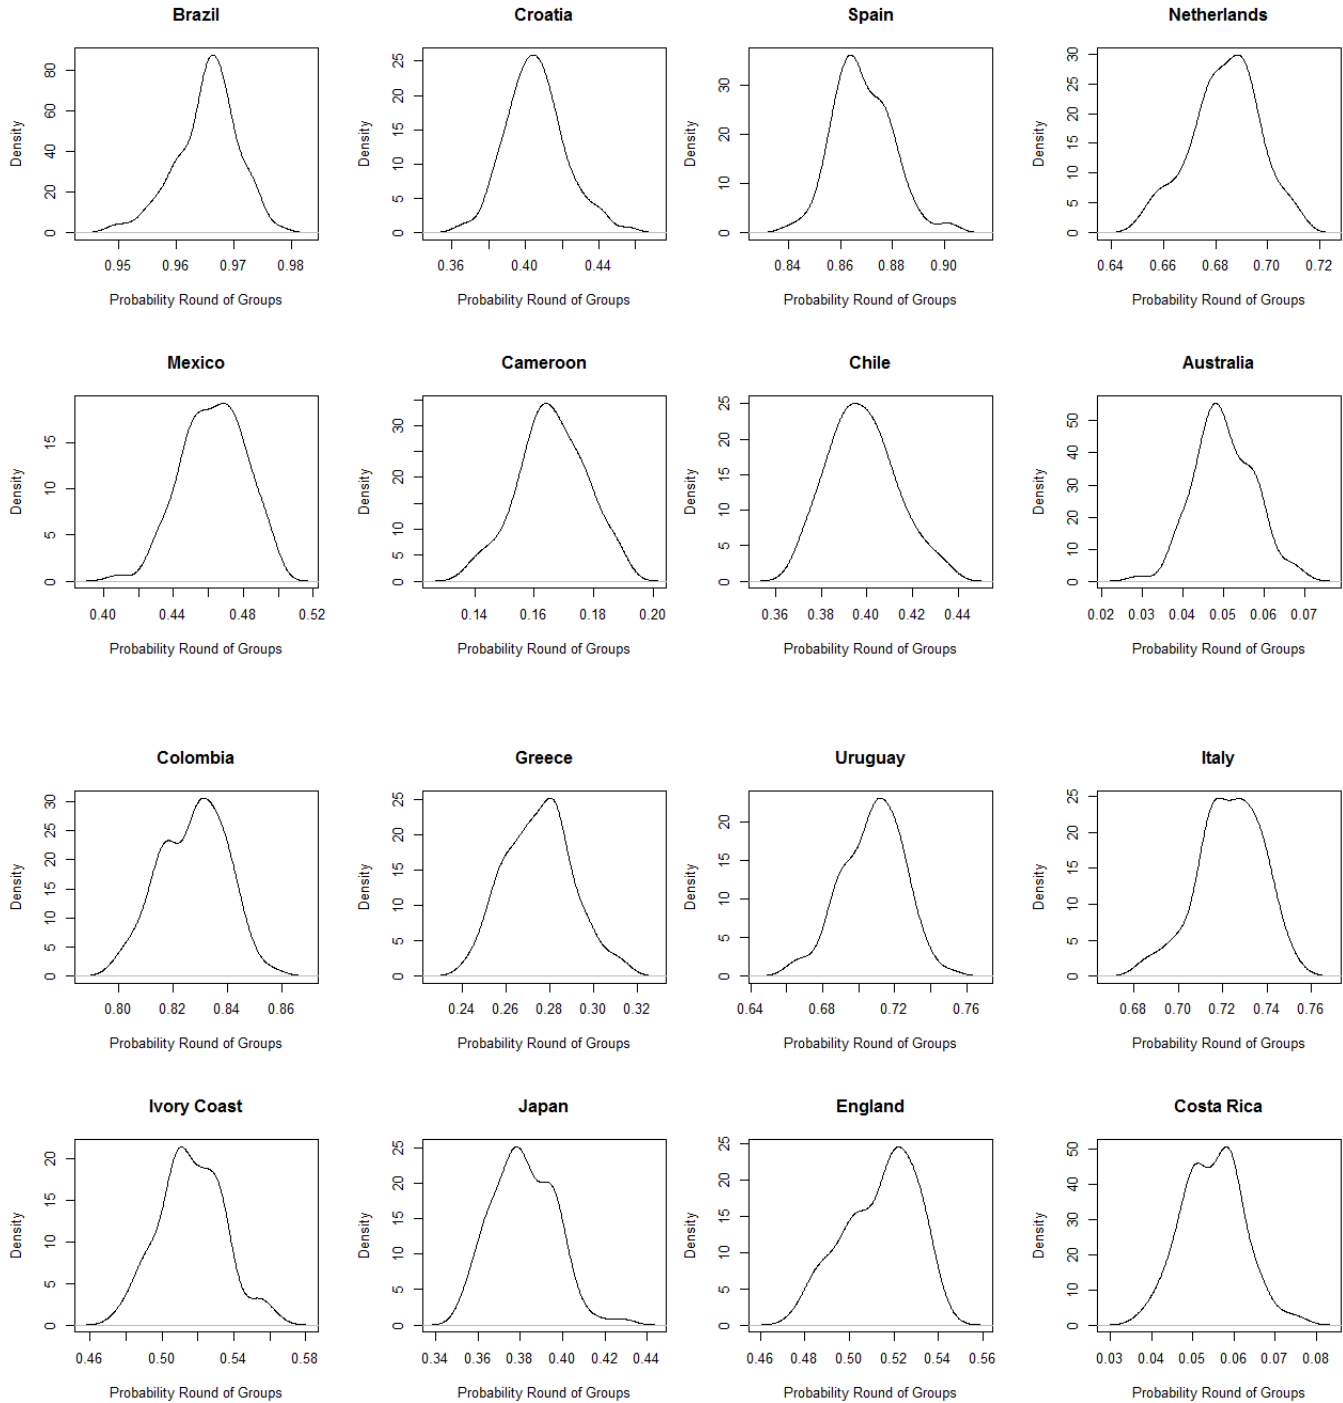 Brazil
Density
0 20 40 60 80
0.95 0.96 0.97 0.98
Probability Round of Groups
Croatia
Density
0 5 10 15 20 25
0.36 0.40 0.44
Probability Round of Groups
Spain
Density
0 10 20 30
0.84 0.86 0.88 0.90
Probability Round of Groups
Netherlands
Density
0 5 10 15 20 25 30
0.64 0.66 0.68 0.70 0.72
Probability Round of Groups
Mexico
Density
0 5 10 15
0.40 0.44 0.48 0.52
Probability Round of Groups
Cameroon
Density
0 5 10 20 30
0.14 0.16 0.18 0.20
Probability Round of Groups
Chile
Density
0 5 10 15 20 25
0.36 0.38 0.40 0.42 0.44
Probability Round of Groups
Australia
Density
0 10 20 30 40 50
0.02 0.03 0.04 0.05 0.06 0.07
Probability Round of Groups
Colombia
Density
0 5 10 15 20 25 30
0.80 0.82 0.84 0.86
Probability Round of Groups
Greece
Density
0 5 10 15 20 25
0.24 0.26 0.28 0.30 0.32
Probability Round of Groups
Uruguay
Density
0 5 10 15 20
0.64 0.68 0.72 0.76
Probability Round of Groups
Italy
Density
0 5 10 15 20 25
0.68 0.70 0.72 0.74 0.76
Probability Round of Groups
Ivory Coast
Density
0 5 10 15 20
0.46 0.50 0.54 0.58
Probability Round of Groups
Japan
Density
0 5 10 15 20 25
0.34 0.36 0.38 0.40 0.42 0.44
Probability Round of Groups
England
Density
0 5 10 15 20 25
0.46 0.48 0.50 0.52 0.54 0.56
Probability Round of Groups
Costa Rica
Density
0 10 20 30 40 50
0.03 0.04 0.05 0.06 0.07 0.08
Probability Round of Groups